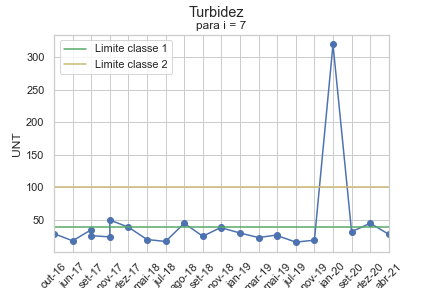 Turbidez
para i = 7
Limite classe 1
Limite classe 2
UNT
300
250
200
150
100
50
out-16
jun-17
set-17
nov-17
dez-17
mai-18
jul-18
ago-18
set-18
nov-18
jan-19
mar-19
mai-19
jul-19
nov-19
jan-20
set-20
dez-20
abr-21